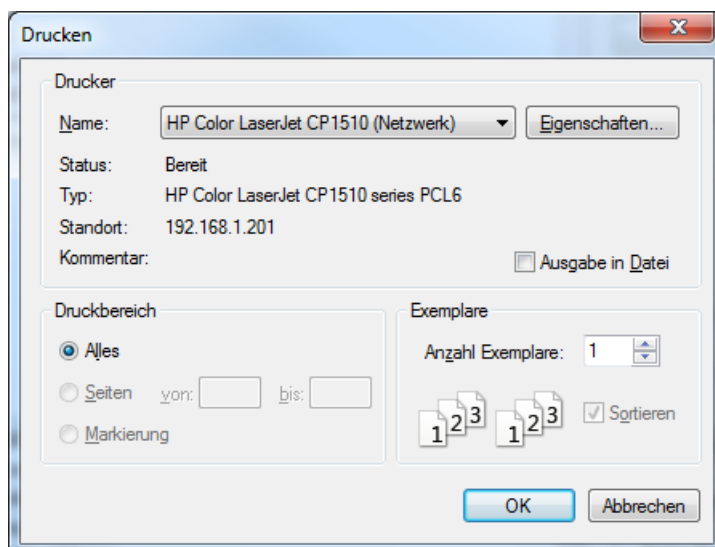 Drucken
Drucker
Name: HP Color LaserJet CP1510 (Netzwerk) Eigenschaften...
Status: Bereit
Typ: HP Color LaserJet CP1510 series PCL6
Standort: 192.168.1.201
Kommentar: Ausgabe in Datei
Druckbereich Exemplare
Alles Anzahl Exemplare: 1
Seiten von: bis: Sortieren
Markierung 1 2 3 1 2 3
OK Abbrechen